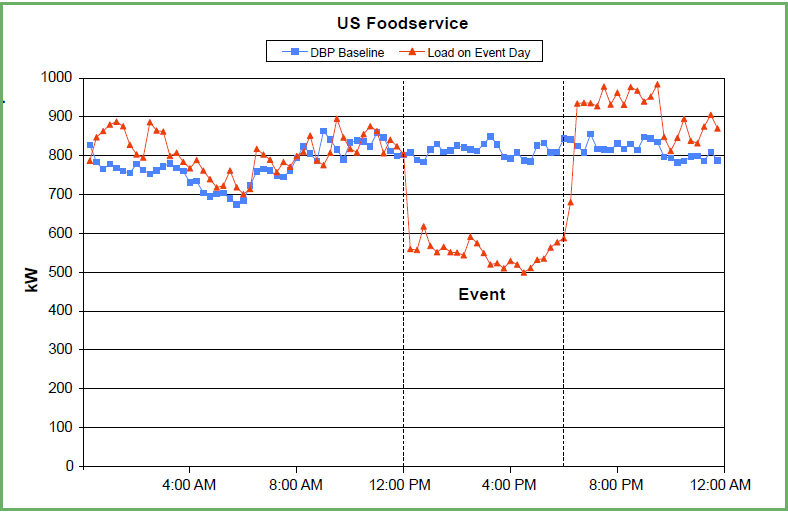 US Foodservice
DBP Baseline Load on Event Day
1000
900
800
700
600
500
400
300
200
100
0
kW
Event
4:00 AM 8:00 AM 12:00 PM 4:00 PM 8:00 PM 12:00 AM